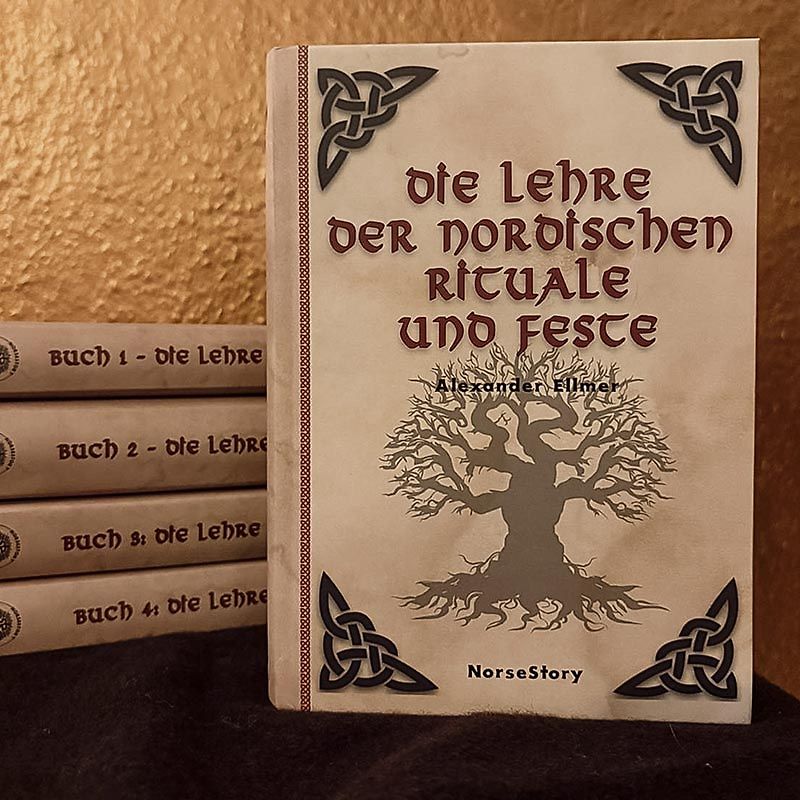 Die Lehre
der nordischen
Rituale
und Feste
Alexander Ellmer
NorseStory
Buch 1 - Die Lehre
Buch 2 - Die Lehre
Buch 3: Die Lehre
Buch 4: Die Lehre